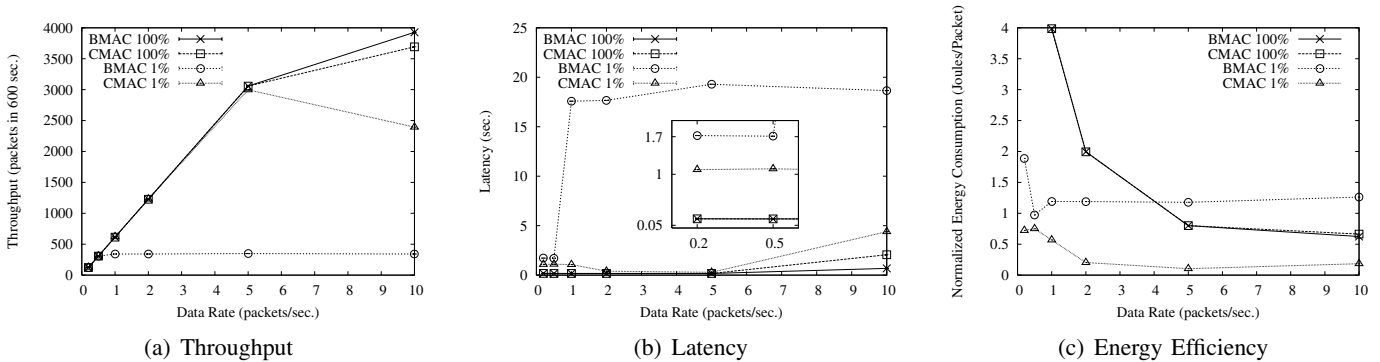 Throughput (packets in 600 sec.)
4000
3500
3000
2500
2000
1500
1000
500
0
BMAC 100%
CMAC 100%
BMAC 1%
CMAC 1%
0 1 2 3 4 5 6 7 8 9 10
Data Rate (packets/sec.)
(a) Throughput
Latency (sec.)
25
20
15
10
5
0
BMAC 100%
CMAC 100%
BMAC 1%
CMAC 1%
1.7
1
0.05
0.2 0.5
0 1 2 3 4 5 6 7 8 9 10
Data Rate (packets/sec.)
(b) Latency
Normalized Energy Consumption (Joules/Packet)
4
3.5
3
2.5
2
1.5
1
0.5
0
BMAC 100%
CMAC 100%
BMAC 1%
CMAC 1%
0 1 2 3 4 5 6 7 8 9 10
Data Rate (packets/sec.)
(c) Energy Efficiency